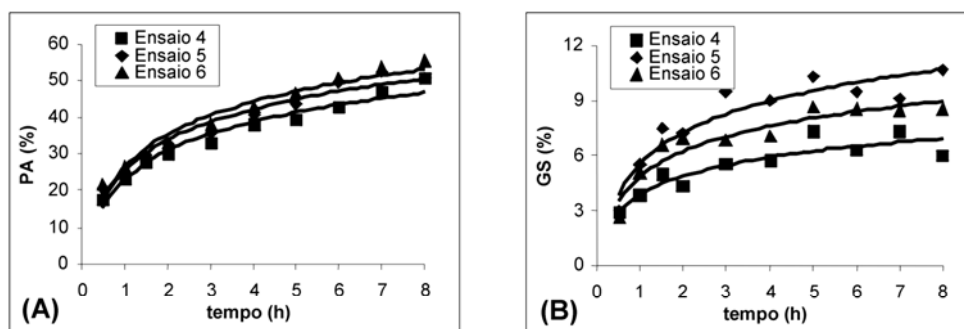 Ensaio 4
Ensaio 5
Ensaio 6
PA (%)
60
50
40
30
20
10
0
0 1 2 3 4 5 6 7 8
tempo (h)
(A)
Ensaio 4
Ensaio 5
Ensaio 6
GS (%)
12
9
6
3
0
0 1 2 3 4 5 6 7 8
tempo (h)
(B)